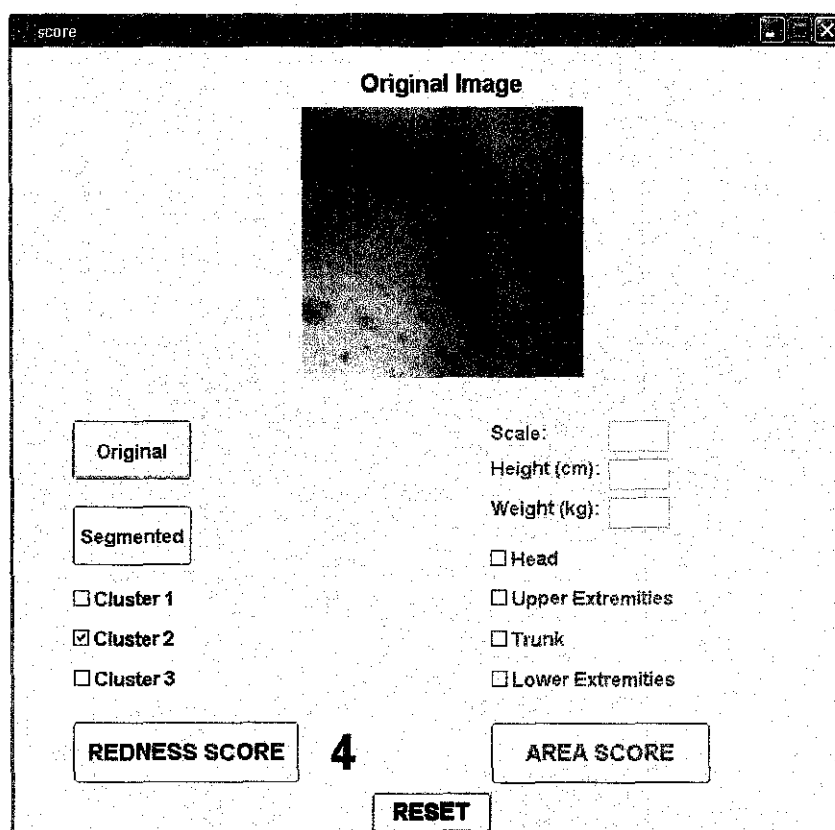 score
Original Image
Original
Segmented
Cluster 1
Cluster 2
Cluster 3
REDNESS SCORE 4
Scale:
Height (cm):
Weight (kg):
Head
Upper Extremities
Trunk
Lower Extremities
AREA SCORE
RESET